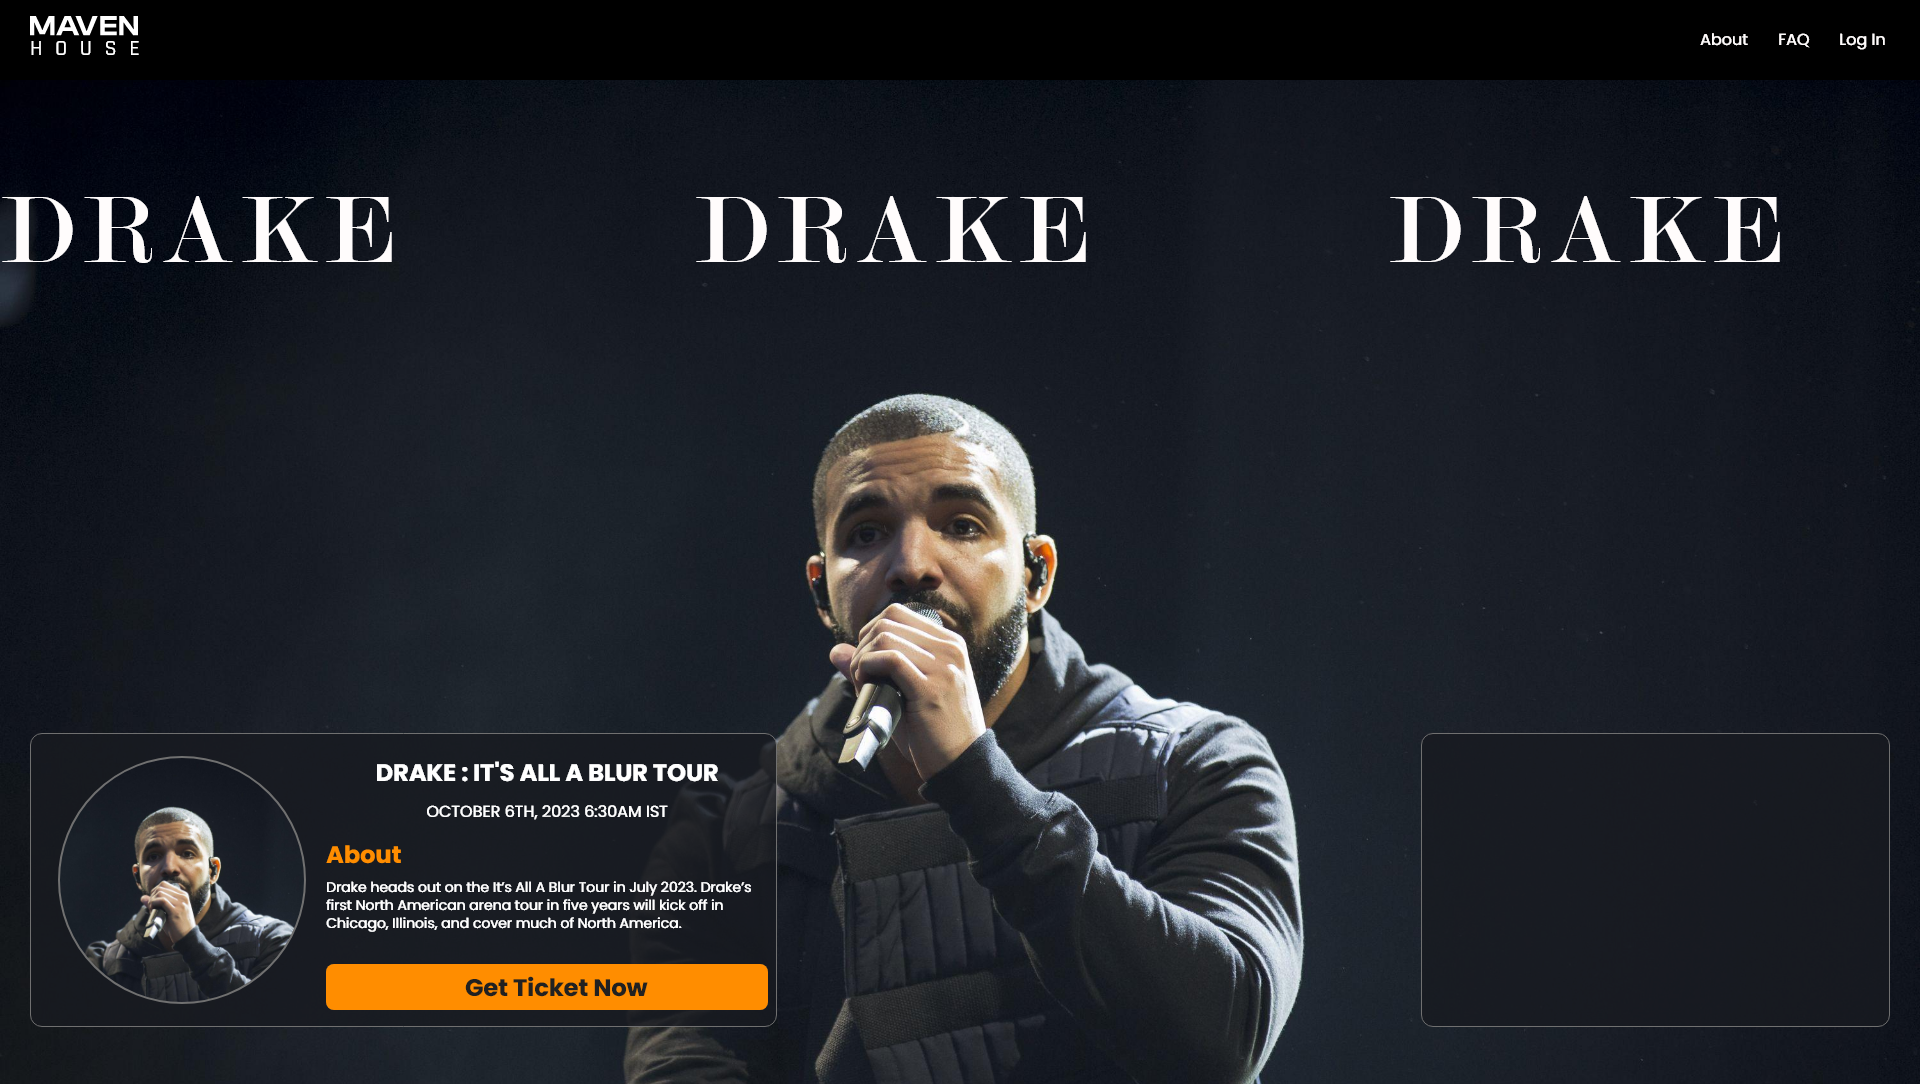 MAVEN
HOUSE
About FAQ Log In
DRAKE DRAKE DRAKE
DRAKE : IT'S ALL A BLUR TOUR
OCTOBER 6TH, 2023 6:30AM IST
About
Drake heads out on the It’s All A Blur Tour in July 2023. Drake’s
first North American arena tour in five years will kick off in
Chicago, Illinois, and cover much of North America.
Get Ticket Now